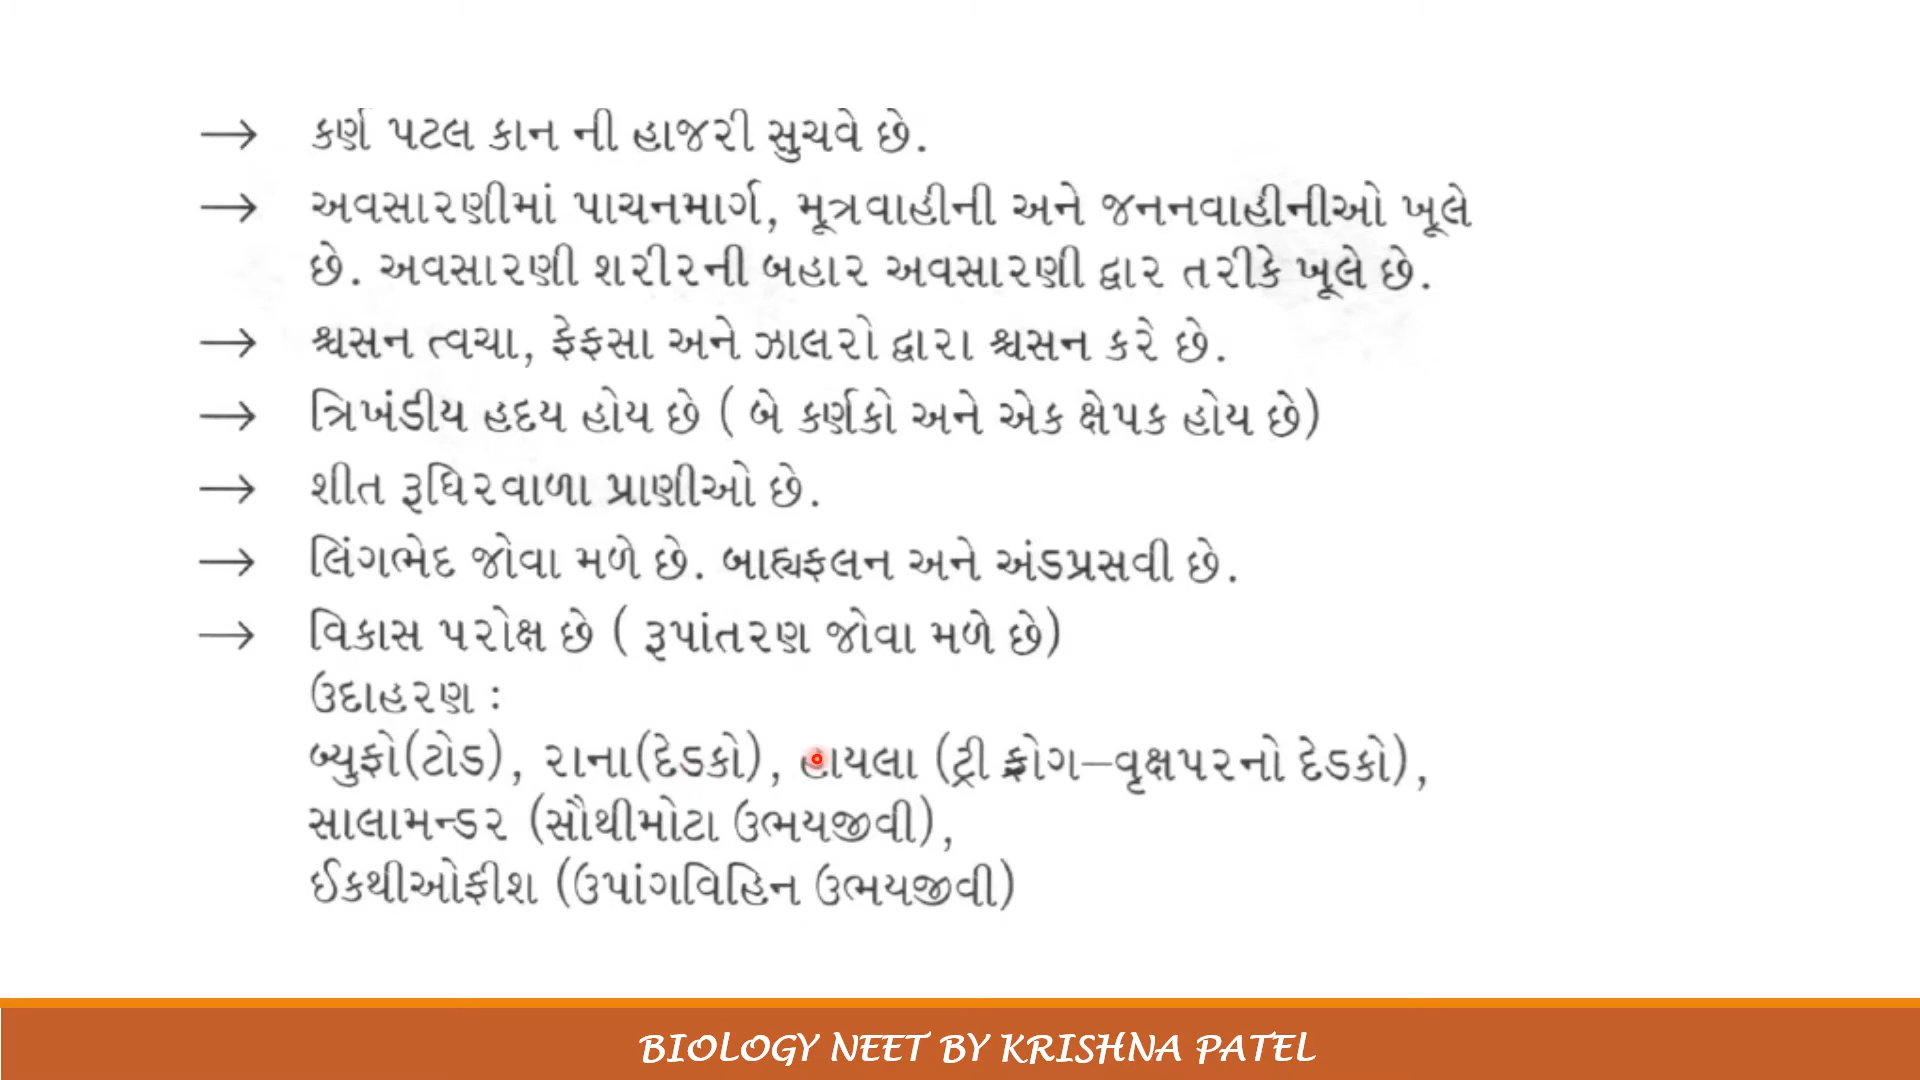 → કર્ણ પટલ કાન ની હાજરી સુચવે છે.
→ અવસારણીમાં પાચનમાર્ગ, મૂત્રવાહીની અને જનનવાહીનીઓ ખૂલે
છે. અવસારણી શરીરની બહાર અવસારણી દ્વાર તરીકે ખૂલે છે.
→ શ્વસન ત્વચા, ફેફસા અને ઝાલરો દ્વારા શ્વસન કરે છે.
→ ત્રિખંડીય હદય હોય છે ( બે કર્ણકો અને એક ક્ષેપક હોય છે)
→ શીત રૂધિરવાળા પ્રાણીઓ છે.
→ લિંગભેદ જોવા મળે છે. બાહ્યફલન અને અંડપ્રસવી છે.
→ વિકાસ પરોક્ષ છે ( રૂપાંતરણ જોવા મળે છે)
ઉદાહરણ :
બ્યુફો(ટોડ), રાના(દેડકો), હાયલા (ટ્રી ફ્રોગ–વૃક્ષપરનો દેડકો),
સાલામન્ડર (સૌથીમોટા ઉભયજીવી),
ઈકથીઓફીશ (ઉપાંગવિહિન ઉભયજીવી)
BIOLOGY NEET BY KRISHNA PATEL